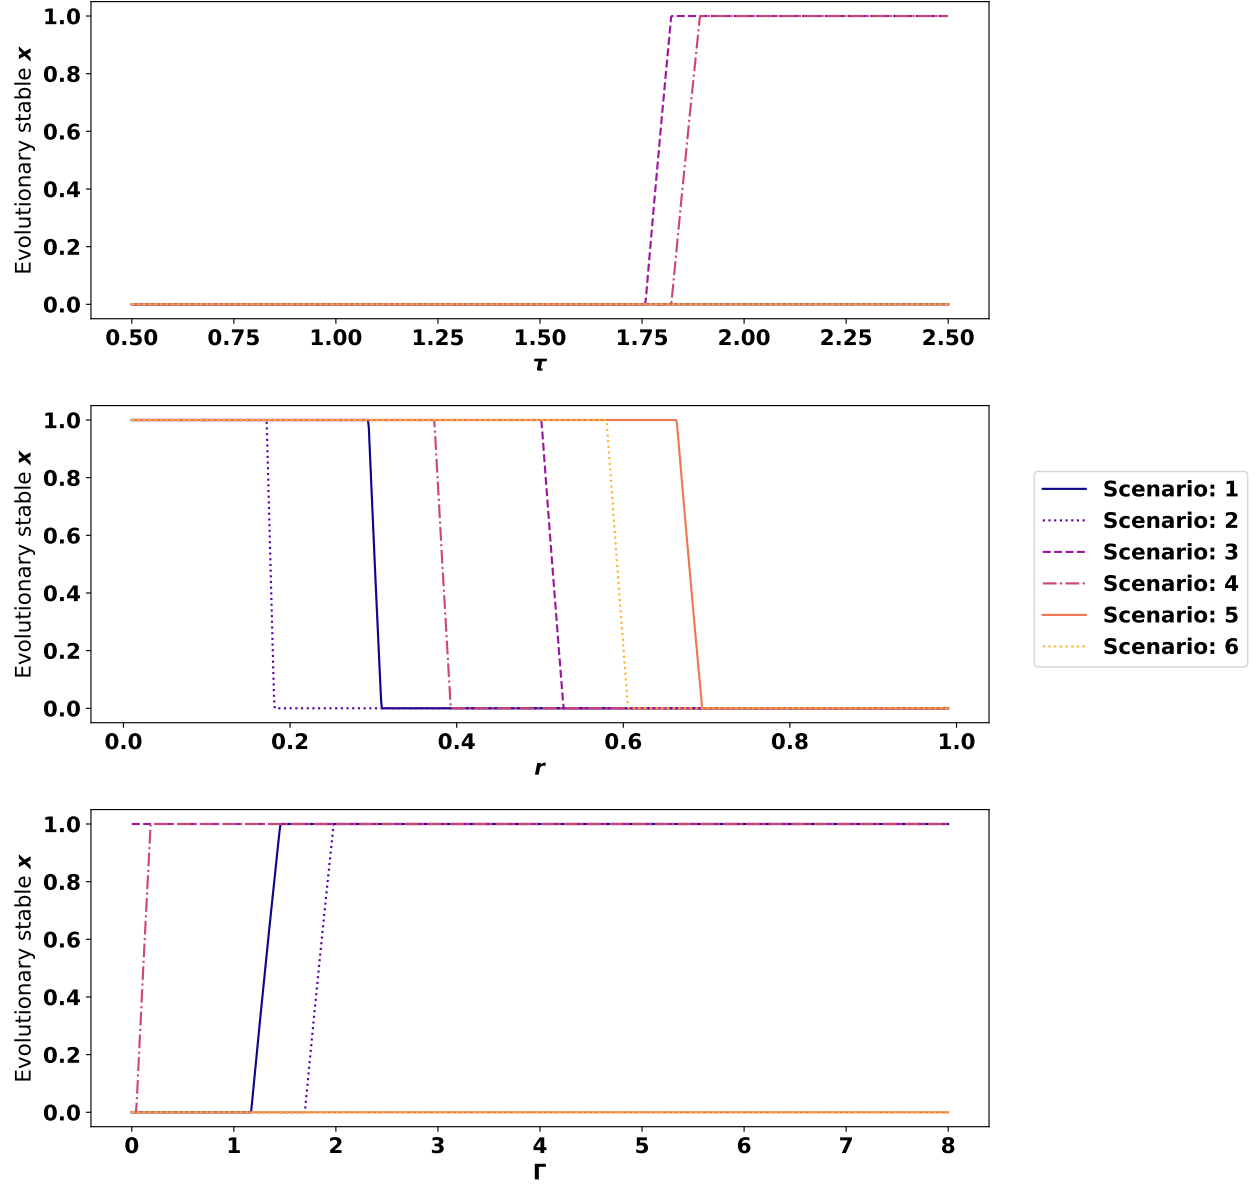 Evolutionary stable x
1.0
0.8
0.6
0.4
0.2
0.0
0.50 0.75 1.00 1.25 1.50 1.75 2.00 2.25 2.50
τ
Evolutionary stable x
1.0
0.8
0.6
0.4
0.2
0.0
0.0 0.2 0.4 0.6 0.8 1.0
r
Scenario: 1
Scenario: 2
Scenario: 3
Scenario: 4
Scenario: 5
Scenario: 6
Evolutionary stable x
1.0
0.8
0.6
0.4
0.2
0.0
0 1 2 3 4 5 6 7 8
Γ